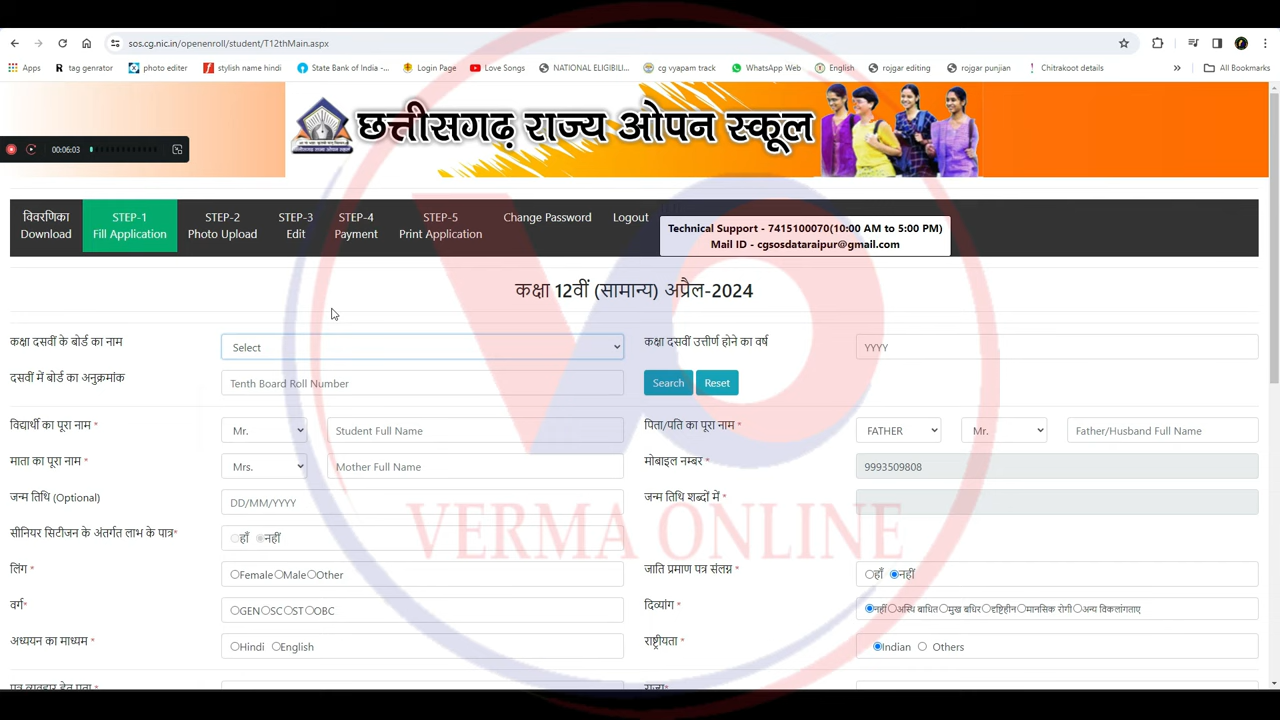 sos.cg.nic.in/openenroll/student/T12thMain.aspx
Apps tag genrator photo editer stylish name hindi State Bank of India -... Login Page Love Songs NATIONAL ELIGIBILI... cg vyapam track WhatsApp Web English rojgar editing rojgar punjian Chitrakoot details » All Bookmarks
छत्तीसगढ़ राज्य ओपन स्कूल
00:06:03
विवरणिका Download
STEP-1 Fill Application
STEP-2 Photo Upload
STEP-3 Edit
STEP-4 Payment
STEP-5 Print Application
Change Password
Logout
Technical Support - 7415100070(10:00 AM to 5:00 PM)
Mail ID - cgsosdataraipur@gmail.com
कक्षा 12वीं (सामान्य) अप्रैल-2024
कक्षा दसवीं के बोर्ड का नाम Select कक्षा दसवीं उत्तीर्ण होने का वर्ष YYYY
दसवीं में बोर्ड का अनुक्रमांक Tenth Board Roll Number Search Reset
विद्यार्थी का पूरा नाम * Mr. Student Full Name पिता/पति का पूरा नाम * FATHER Mr. Father/Husband Full Name
माता का पूरा नाम * Mrs. Mother Full Name मोबाइल नम्बर * 9993509808
जन्म तिथि (Optional) DD/MM/YYYY जन्म तिथि शब्दों में *
VERMA ONLINE
सीनियर सिटीजन के अंतर्गत लाभ के पात्र* हाँ नहीं
लिंग * Female Male Other जाति प्रमाण पत्र संलग्न * हाँ नहीं
वर्ग* GEN SC ST OBC दिव्यांग * नहीं अस्थि बाधित मुख बधिर दृष्टिहीन मानसिक रोगी अन्य विकलांगताए
अध्ययन का माध्यम * Hindi English राष्ट्रीयता * Indian Others
पत्र व्यवहार हेतु पता* राज्य*